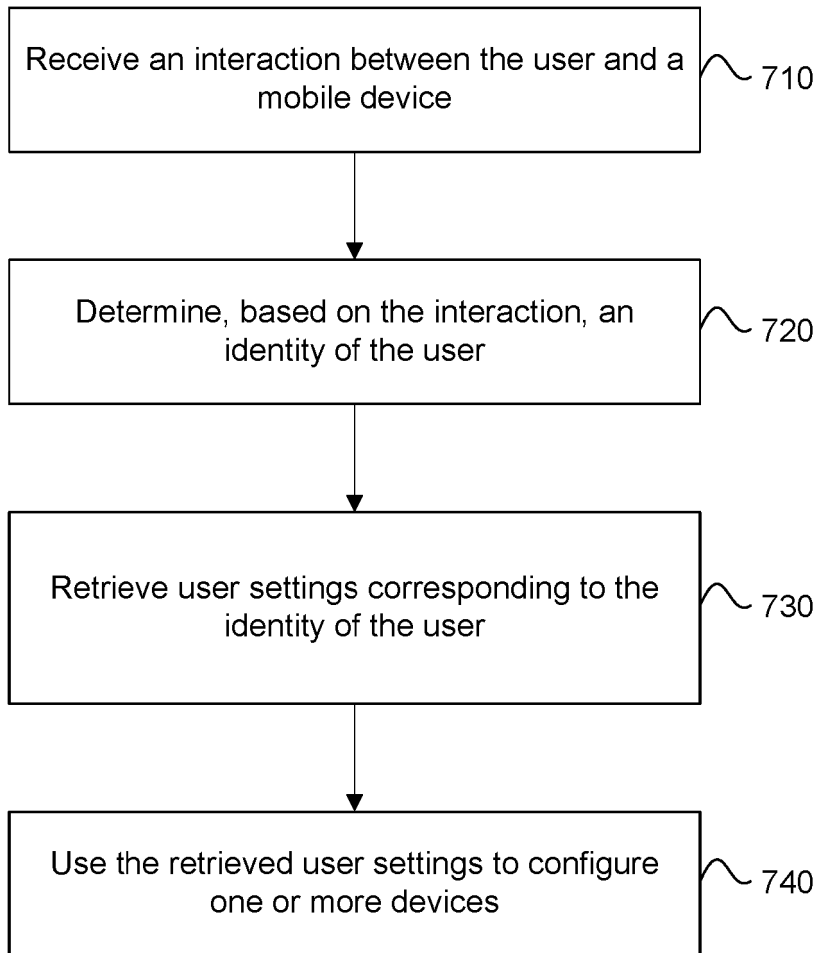 Receive an interaction between the user and a
mobile device
710
Determine, based on the interaction, an
identity of the user
720
Retrieve user settings corresponding to the
identity of the user
730
Use the retrieved user settings to configure
one or more devices
740